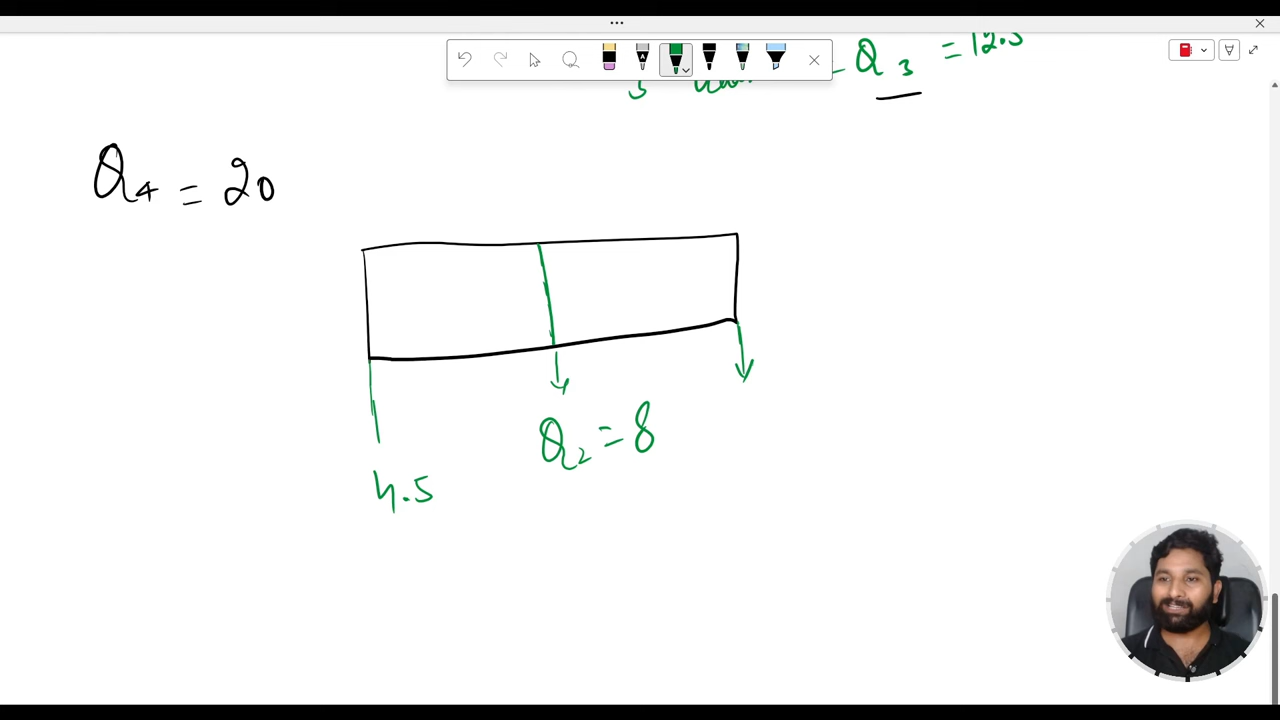 Q3 = 12.5
Q4 = 20
Q2 = 8
4.5